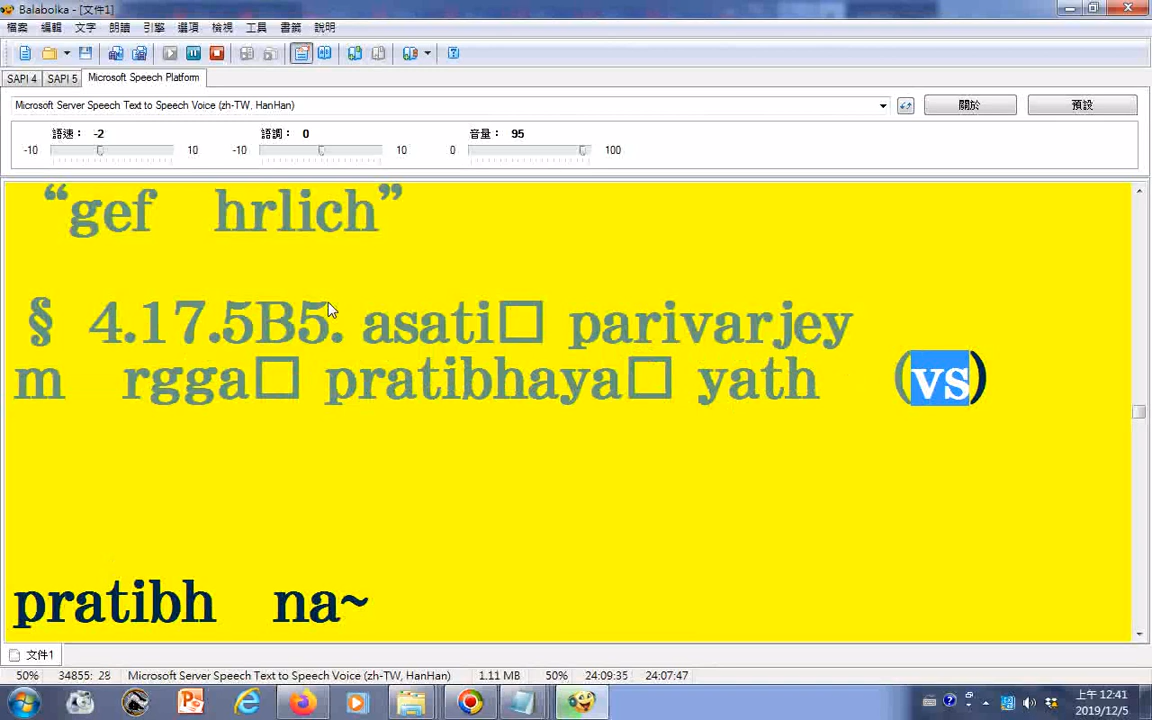 Balabolka - [文件1]
檔案 編輯 文字 朗讀 引擎 選項 檢視 工具 書籤 說明
SAPI 4 SAPI 5 Microsoft Speech Platform
Microsoft Server Speech Text to Speech Voice (zh-TW, HanHan) 關於 預設
語速： -2 語調： 0 音量： 95
-10 10 -10 10 0 100
“gef hrlich”
§ 4.17.5B5. asati□ parivarjey
m rgga□ pratibhaya□ yath (vs)
pratibh na~
文件1
50% 34855: 28 Microsoft Server Speech Text to Speech Voice (zh-TW, HanHan) 1.11 MB 50% 24:09:35 24:07:47
上午 12:41
2019/12/5